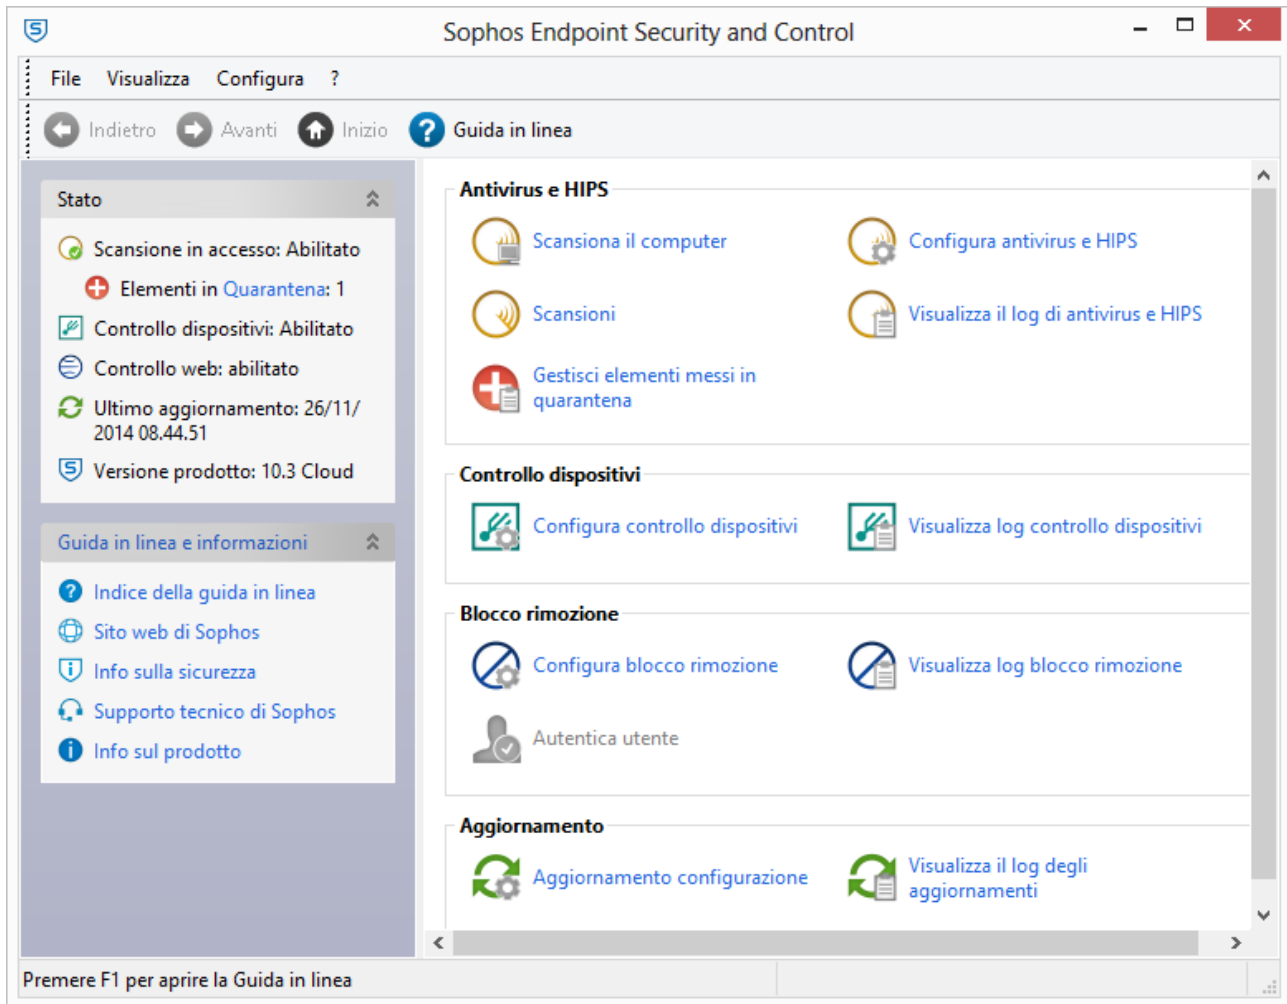 Sophos Endpoint Security and Control
File Visualizza Configura ?
Indietro Avanti Inizio Guida in linea
Stato
Scansione in accesso: Abilitato
Elementi in Quarantena: 1
Controllo dispositivi: Abilitato
Controllo web: abilitato
Ultimo aggiornamento: 26/11/
2014 08.44.51
Versione prodotto: 10.3 Cloud
Guida in linea e informazioni
Indice della guida in linea
Sito web di Sophos
Info sulla sicurezza
Supporto tecnico di Sophos
Info sul prodotto
Antivirus e HIPS
Scansiona il computer
Configura antivirus e HIPS
Scansioni
Visualizza il log di antivirus e HIPS
Gestisci elementi messi in
quarantena
Controllo dispositivi
Configura controllo dispositivi
Visualizza log controllo dispositivi
Blocco rimozione
Configura blocco rimozione
Visualizza log blocco rimozione
Autentica utente
Aggiornamento
Aggiornamento configurazione
Visualizza il log degli
aggiornamenti
Premere F1 per aprire la Guida in linea